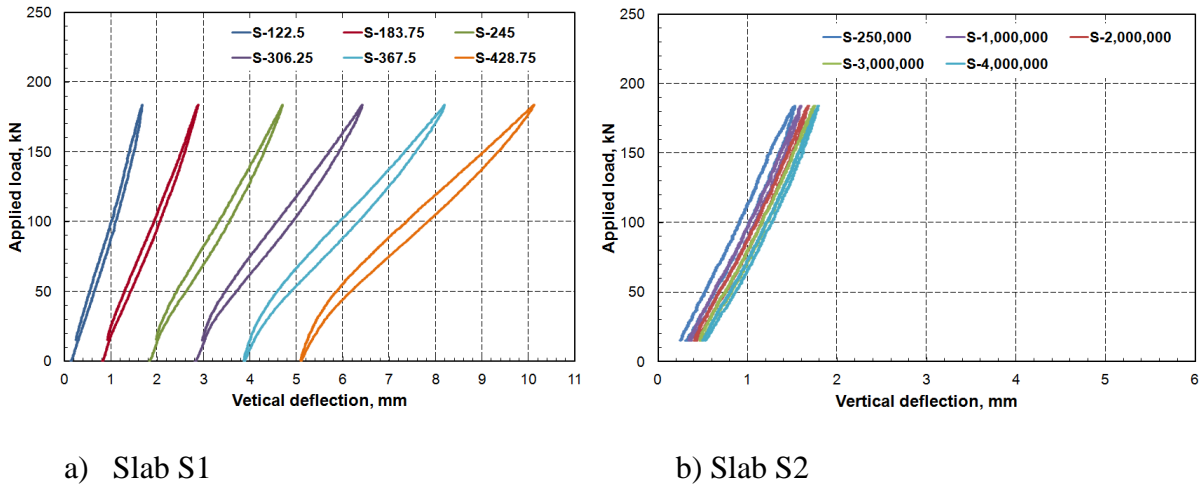 S-122.5 S-183.75 S-245
S-306.25 S-367.5 S-428.75
250
200
150
100
50
0
Applied load, kN
0 1 2 3 4 5 6 7 8 9 10 11
Vetical deflection, mm
a) Slab S1
S-250,000 S-1,000,000 S-2,000,000
S-3,000,000 S-4,000,000
250
200
150
100
50
0
Applied load, kN
0 1 2 3 4 5 6
Vertical deflection, mm
b) Slab S2